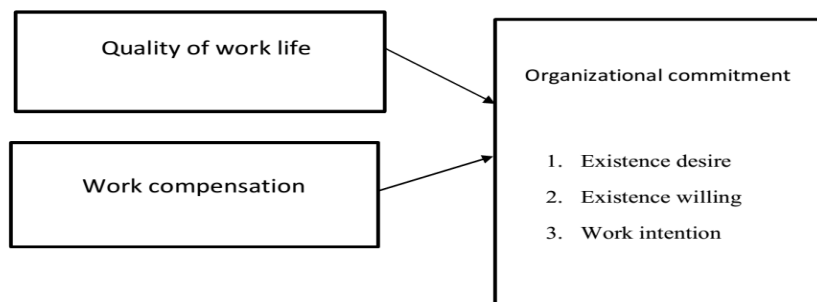 Quality of work life
Work compensation
Organizational commitment
1. Existence desire
2. Existence willing
3. Work intention